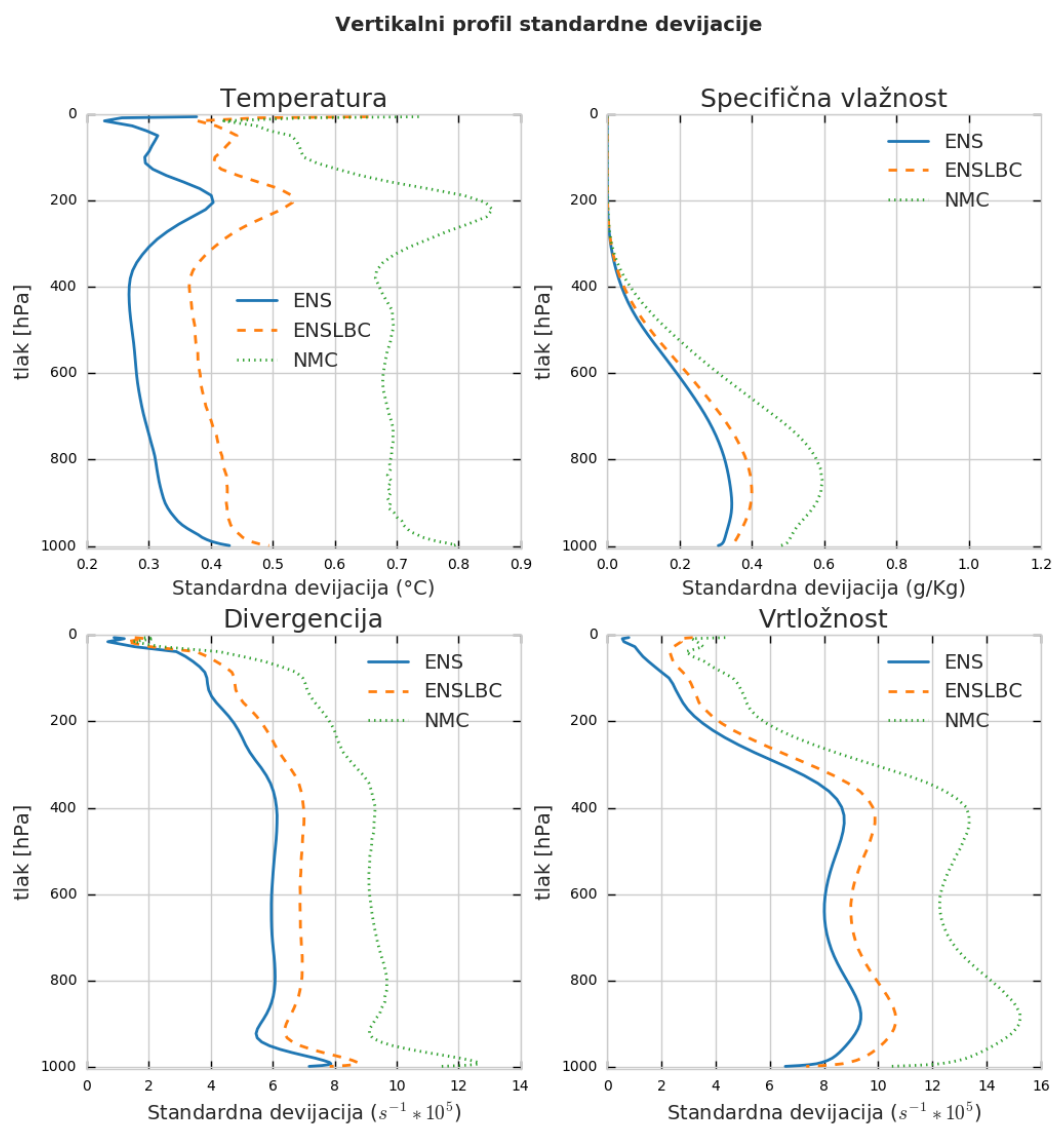 Vertikalni profil standardne devijacije
Temperatura
0
200
400
600
800
1000
tlak [hPa]
ENS
ENSLBC
NMC
0.2 0.3 0.4 0.5 0.6 0.7 0.8 0.9
Standardna devijacija (°C)
Specifična vlažnost
0
200
400
600
800
1000
tlak [hPa]
ENS
ENSLBC
NMC
0.0 0.2 0.4 0.6 0.8 1.0 1.2
Standardna devijacija (g/Kg)
Divergencija
0
200
400
600
800
1000
tlak [hPa]
ENS
ENSLBC
NMC
0 2 4 6 8 10 12 14
Standardna devijacija (s⁻¹ * 10⁵)
Vrtložnost
0
200
400
600
800
1000
tlak [hPa]
ENS
ENSLBC
NMC
0 2 4 6 8 10 12 14 16
Standardna devijacija (s⁻¹ * 10⁵)